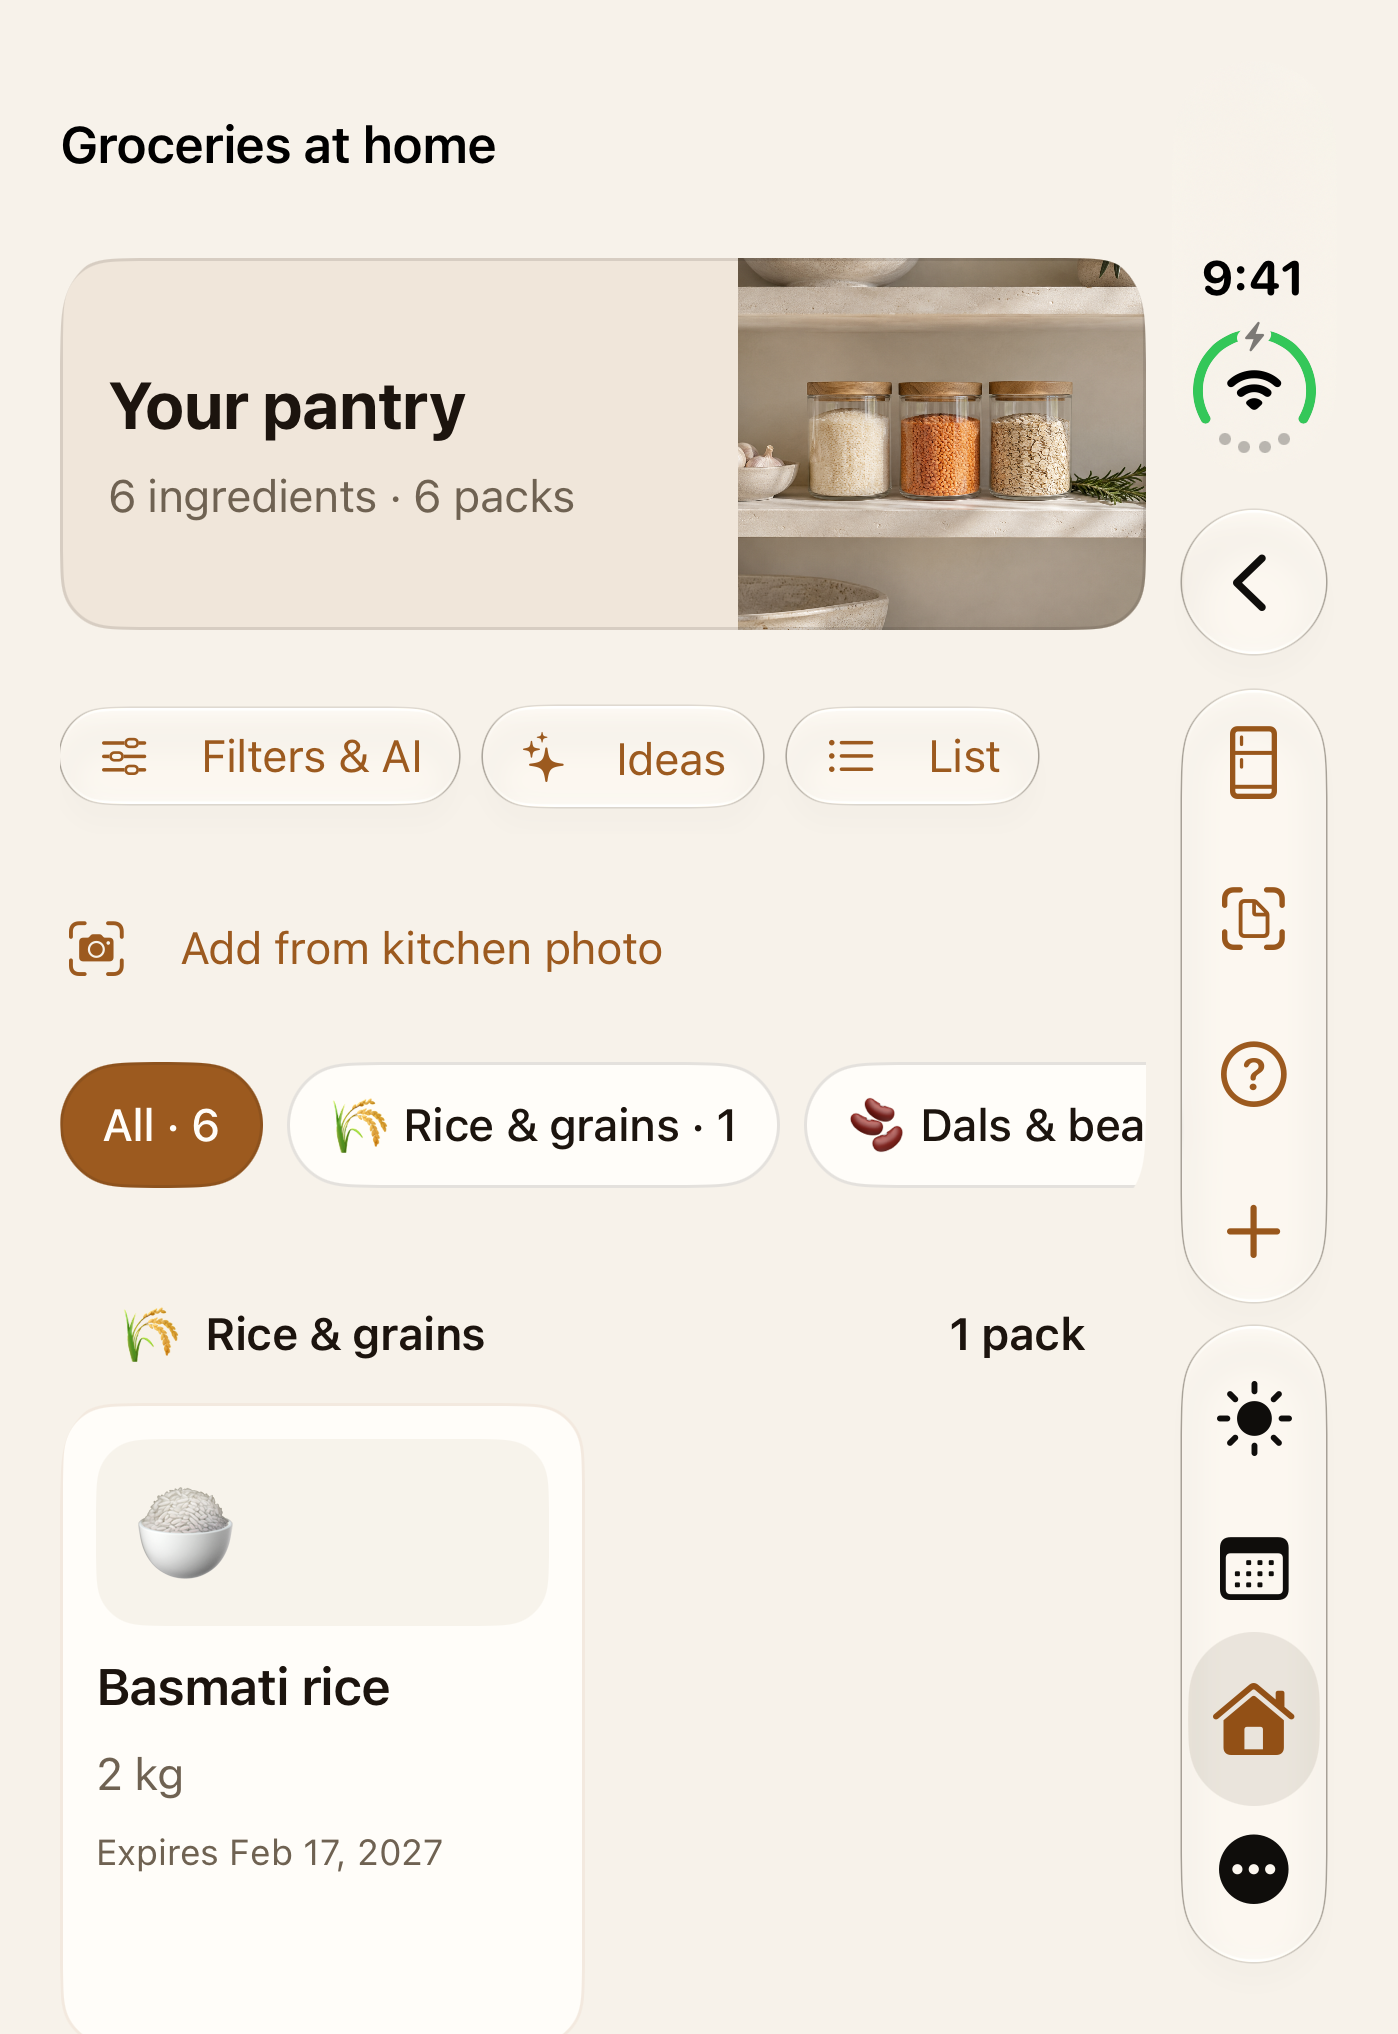 Groceries at home
9:41
Your pantry
6 ingredients · 6 packs
Filters & AI
Ideas
List
Add from kitchen photo
All · 6
Rice & grains · 1
Dals & bea
Rice & grains
1 pack
Basmati rice
2 kg
Expires Feb 17, 2027